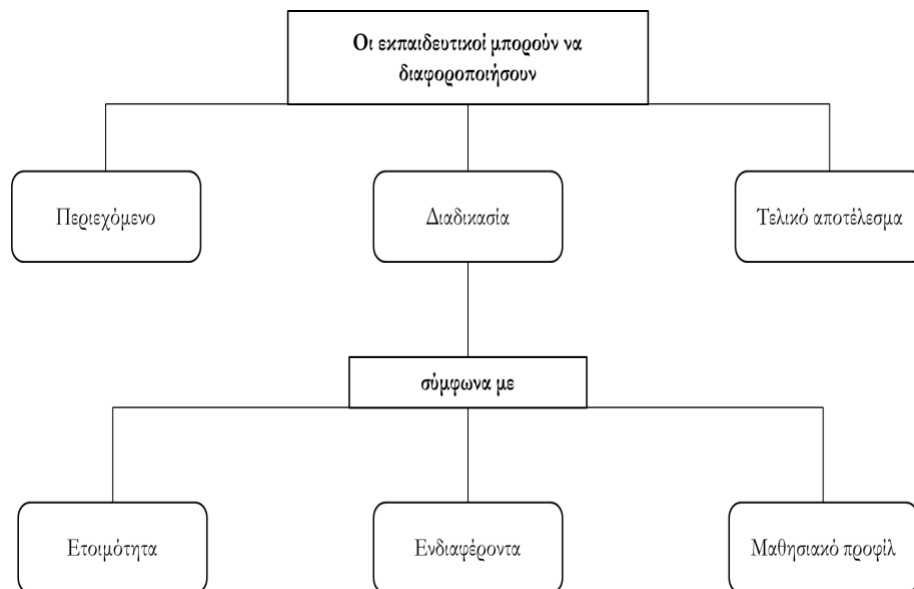 Οι εκπαιδευτικοί μπορούν να
διαφοροποιήσουν
Περιεχόμενο
Διαδικασία
Τελικό αποτέλεσμα
σύμφωνα με
Ετοιμότητα
Ενδιαφέροντα
Μαθησιακό προφίλ